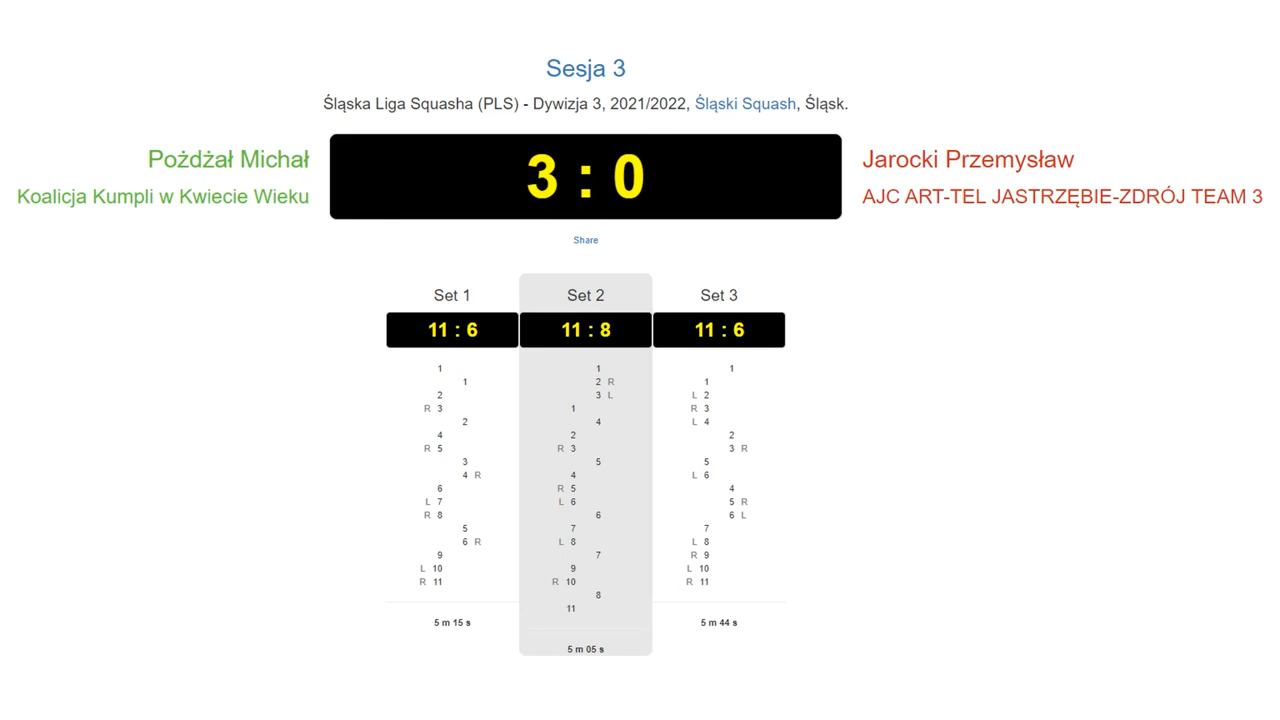 Sesja 3
Śląska Liga Squasha (PLS) - Dywizja 3, 2021/2022, Śląski Squash, Śląsk.
Pożdżał Michał
Koalicja Kumpli w Kwiecie Wieku
3 : 0
Jarocki Przemysław
AJC ART-TEL JASTRZĘBIE-ZDRÓJ TEAM 3
Share
Set 1
11 : 6
1
1
2
R 3
2
4
R 5
3
4 R
6
L 7
R 8
5
6 R
9
L 10
R 11
5 m 15 s
Set 2
11 : 8
1
2 R
3 L
1
4
2
R 3
5
4
R 5
L 6
6
7
L 8
7
9
R 10
8
11
5 m 05 s
Set 3
11 : 6
1
1
L 2
R 3
L 4
2
3 R
5
L 6
4
5 R
6 L
7
L 8
R 9
L 10
R 11
5 m 44 s